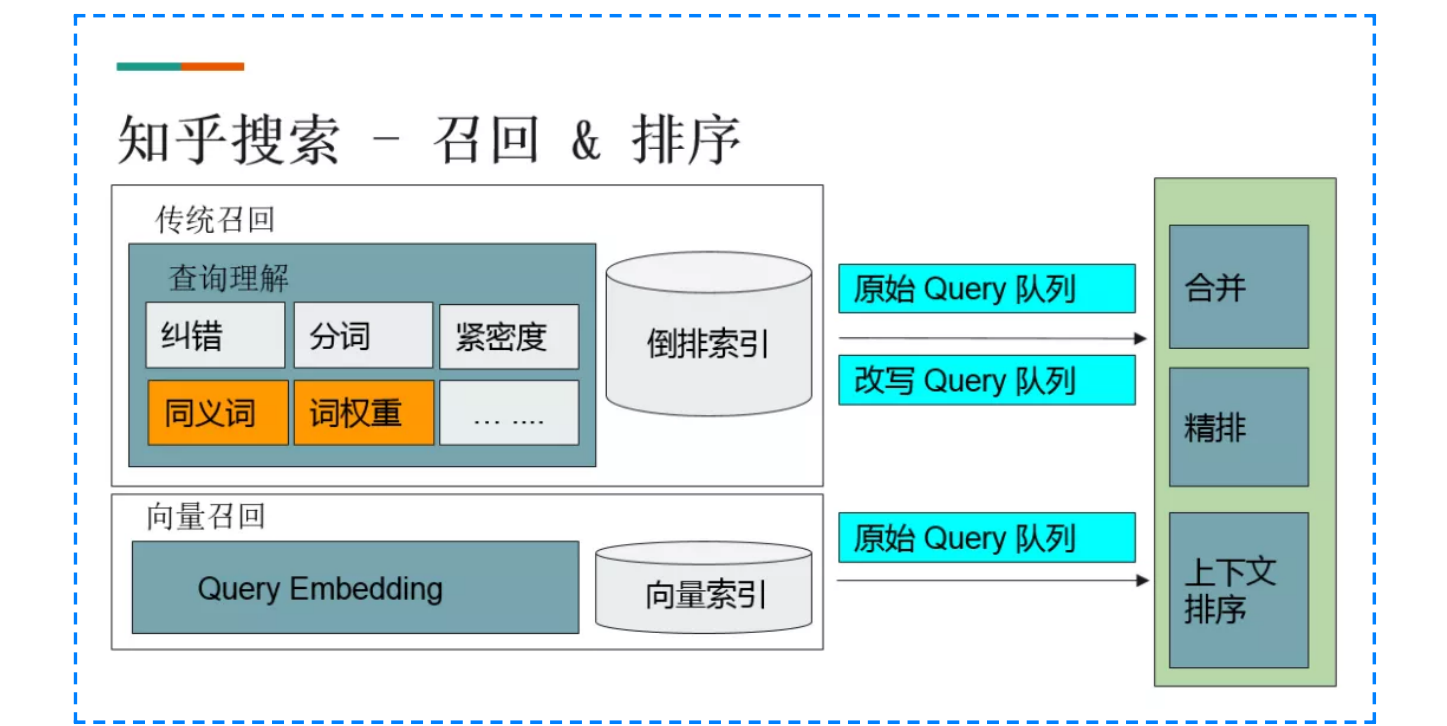 知乎搜索 - 召回 & 排序
传统召回
查询理解
纠错
分词
紧密度
同义词
词权重
... ....
倒排索引
原始 Query 队列
改写 Query 队列
向量召回
Query Embedding
向量索引
原始 Query 队列
合并
精排
上下文
排序